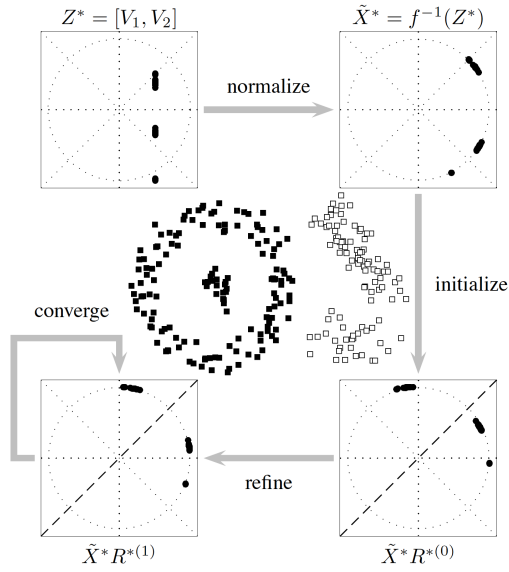 Z* = [V₁, V₂]
X̃* = f⁻¹(Z*)
normalize
initialize
converge
refine
X̃*R*⁽¹⁾
X̃*R*⁽⁰⁾